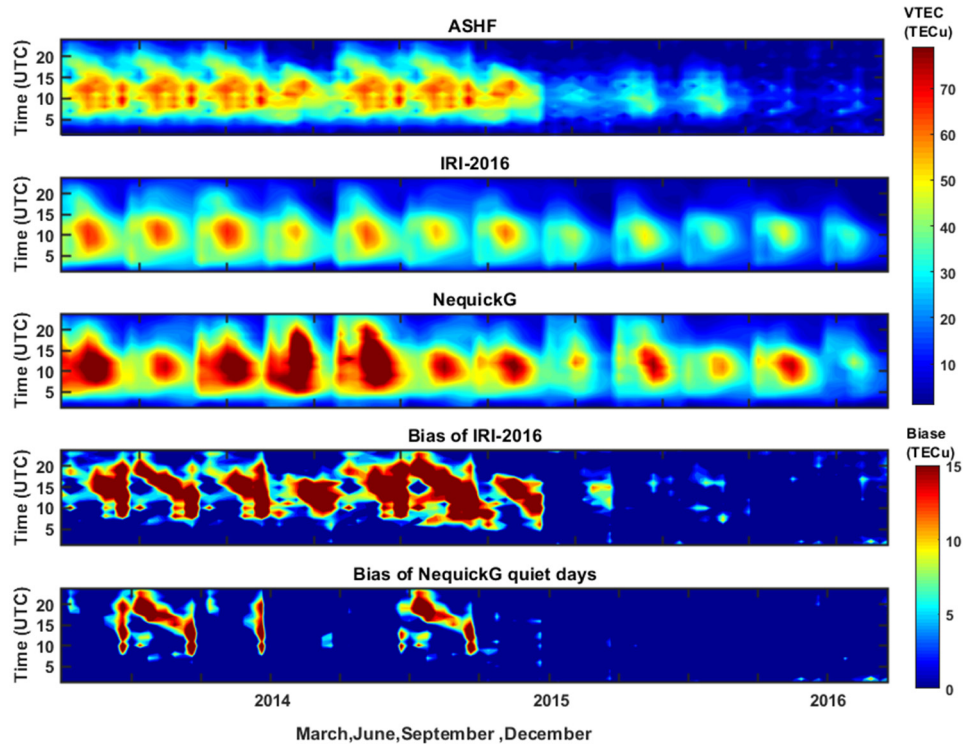 ASHF
VTEC
(TECu)
Time (UTC)
20
15
10
5
70
60
50
40
30
20
10
IRI-2016
Time (UTC)
20
15
10
5
NequickG
Time (UTC)
20
15
10
5
Bias of IRI-2016
Biase
(TECu)
Time (UTC)
20
15
10
5
15
10
5
0
Bias of NequickG quiet days
Time (UTC)
20
15
10
5
2014 2015 2016
March,June,September ,December